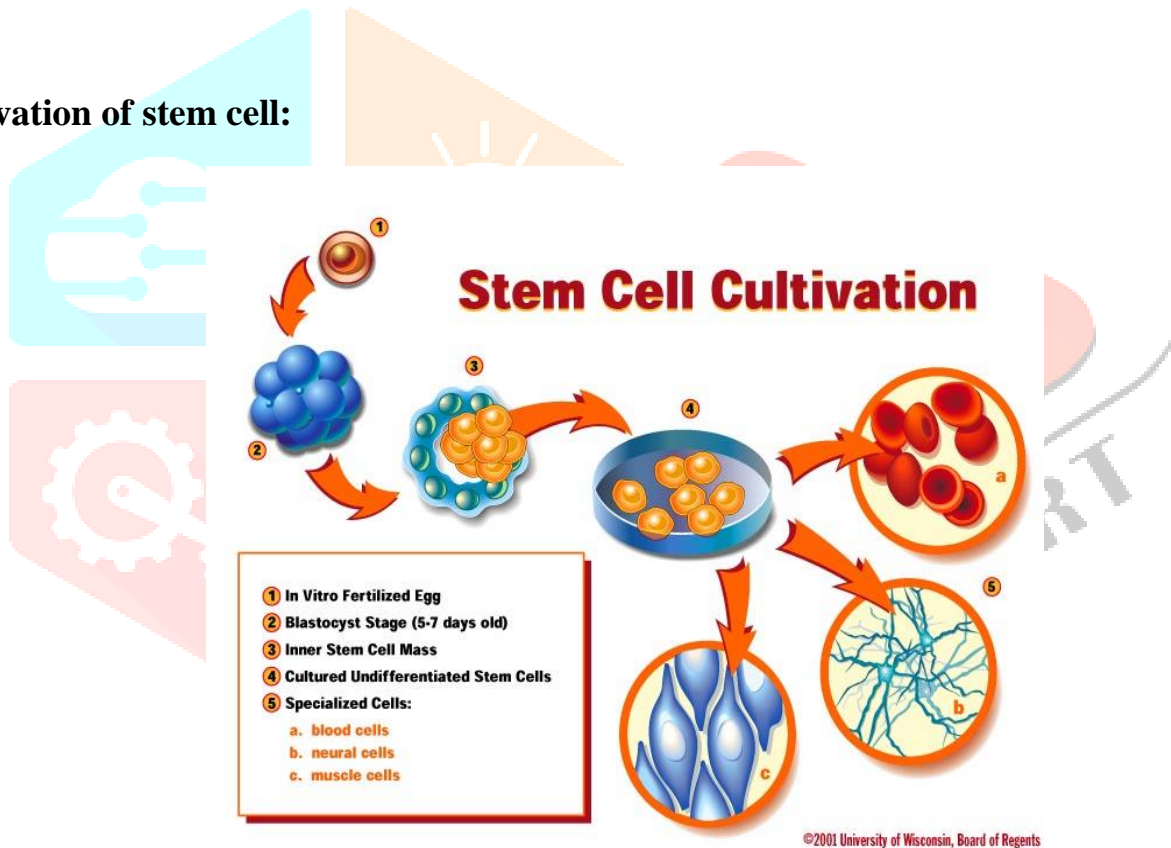 vation of stem cell:
Stem Cell Cultivation
1
2
3
4
5
a
b
c
1 In Vitro Fertilized Egg
2 Blastocyst Stage (5-7 days old)
3 Inner Stem Cell Mass
4 Cultured Undifferentiated Stem Cells
5 Specialized Cells:
a. blood cells
b. neural cells
c. muscle cells
©2001 University of Wisconsin, Board of Regents
RT